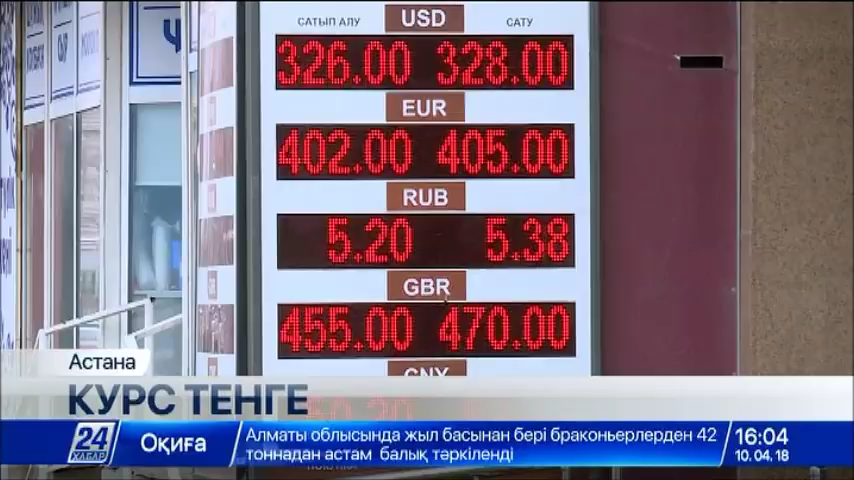 USD
САТЫП АЛУ САТУ
326.00 328.00
EUR
402.00 405.00
RUB
5.20 5.38
GBR
455.00 470.00
CNY
Астана
КУРС ТЕНГЕ
24
ХАБАР
Оқиға
Алматы облысында жыл басынан бері браконьерлерден 42
тоннадан астам балық тәркіленді
16:04
10.04.18